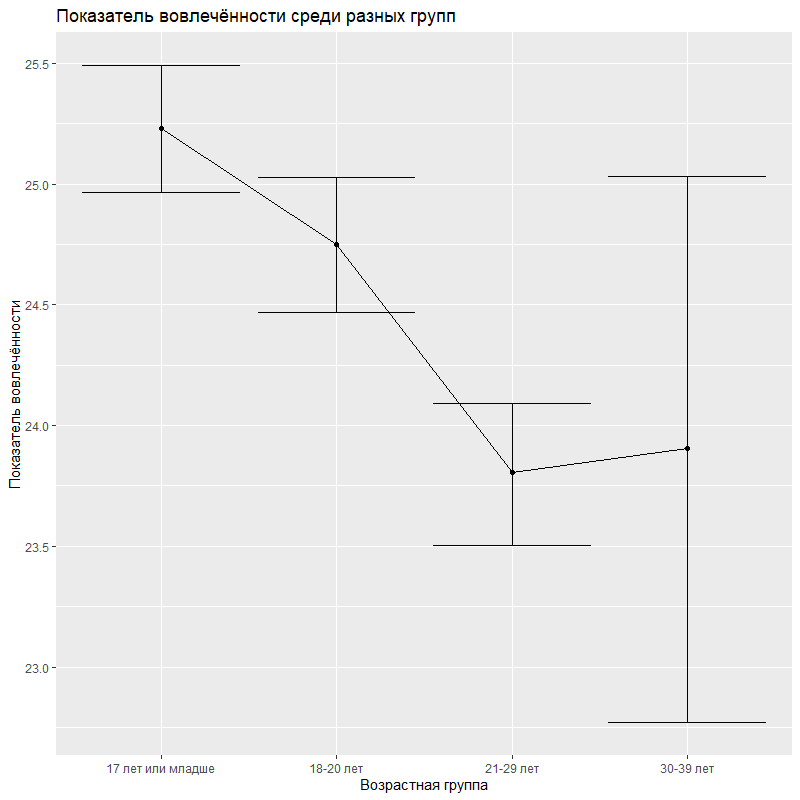 Показатель вовлечённости среди разных групп
Показатель вовлечённости
25.5
25.0
24.5
24.0
23.5
23.0
17 лет или младше
18-20 лет
21-29 лет
30-39 лет
Возрастная группа